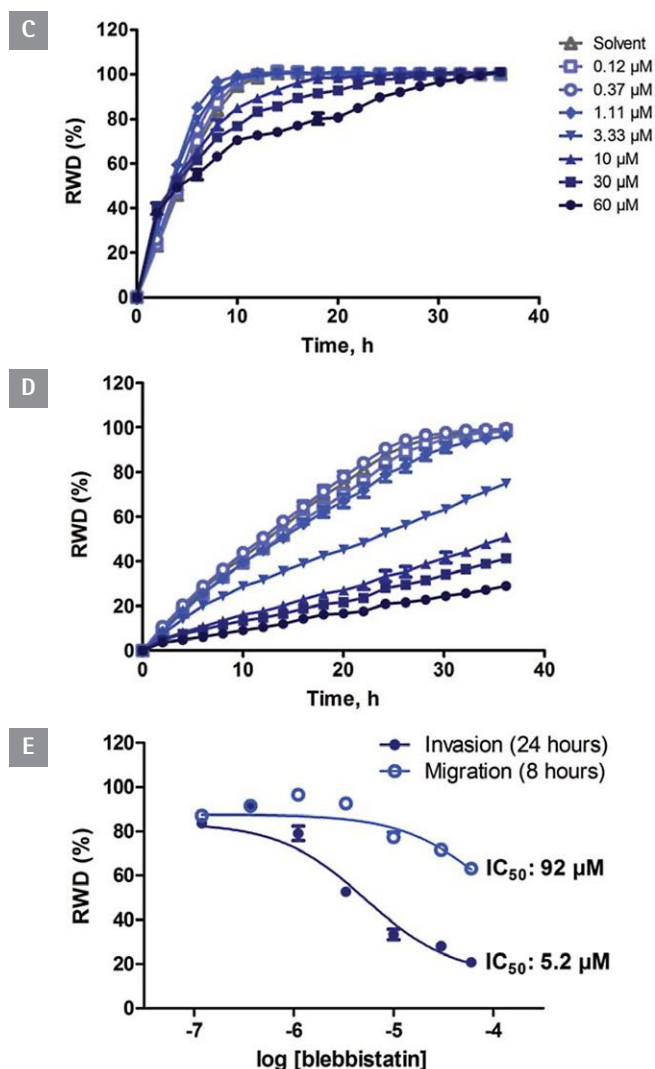 C
120
100
80
60
40
20
0
RWD (%)
0 10 20 30 40
Time, h
Solvent
0.12 µM
0.37 µM
1.11 µM
3.33 µM
10 µM
30 µM
60 µM
D
120
100
80
60
40
20
0
RWD (%)
0 10 20 30 40
Time, h
E
120
100
80
60
40
20
0
RWD (%)
Invasion (24 hours)
Migration (8 hours)
IC50: 92 µM
IC50: 5.2 µM
-7 -6 -5 -4
log [blebbistatin]